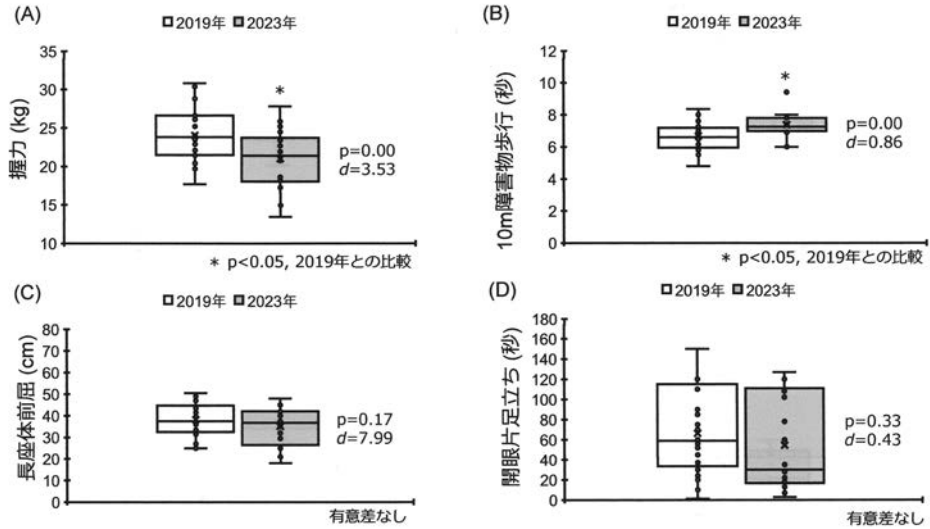 (A)
□2019年 ■2023年
握力 (kg)
35
30
25
20
15
10
*
p=0.00
d=3.53
* p<0.05, 2019年との比較
(B)
□2019年 ■2023年
10m障害物歩行 (秒)
12
10
8
6
4
2
0
*
p=0.00
d=0.86
* p<0.05, 2019年との比較
(C)
□2019年 ■2023年
長座体前屈 (cm)
80
70
60
50
40
30
20
10
0
p=0.17
d=7.99
有意差なし
(D)
□2019年 ■2023年
開眼片足立ち (秒)
180
160
140
120
100
80
60
40
20
0
p=0.33
d=0.43
有意差なし